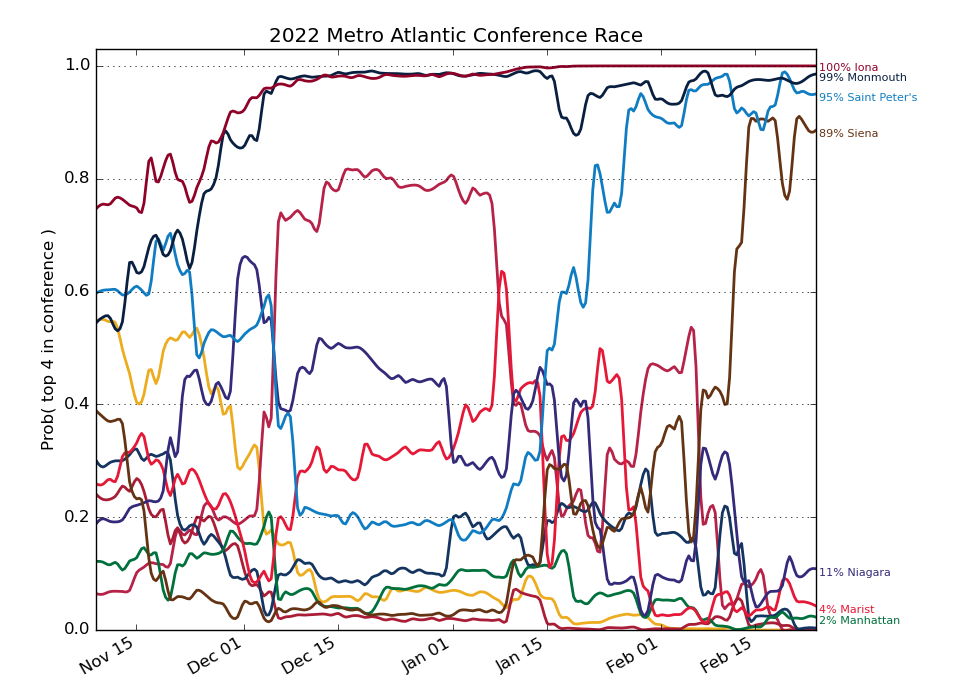 2022 Metro Atlantic Conference Race
Prob( top 4 in conference )
1.0
0.8
0.6
0.4
0.2
0.0
Nov 15
Dec 01
Dec 15
Jan 01
Jan 15
Feb 01
Feb 15
100% Iona
99% Monmouth
95% Saint Peter's
89% Siena
11% Niagara
4% Marist
2% Manhattan